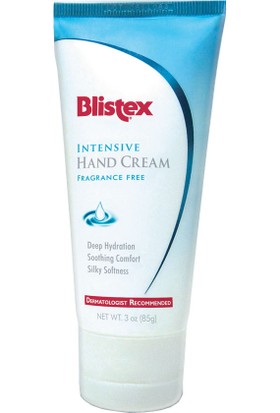 Blistex
INTENSIVE
HAND CREAM
FRAGRANCE FREE
Deep Hydration
Soothing Comfort
Silky Softness
DERMATOLOGIST RECOMMENDED
NET WT. 3 oz (85g)